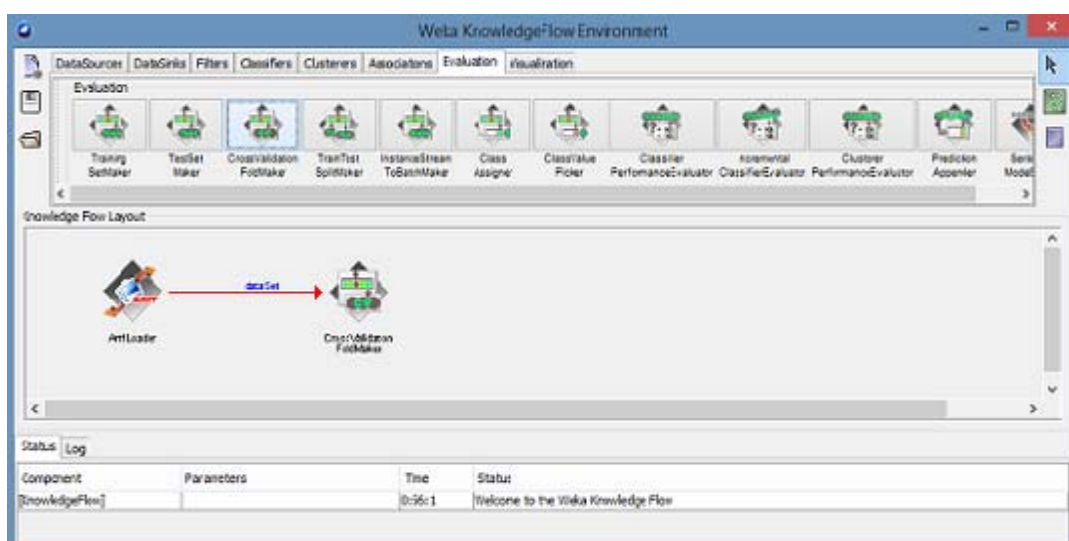 Weka KnowledgeFlow Environment
DataSources DataSinks Filters Classifiers Clusterers Associations Evaluation Visualization
Evaluation
Training SetMaker
TestSet Maker
CrossValidation FoldMaker
TrainTest SplitMaker
InstanceStream ToBatchMaker
Class Assigner
ClassValue Picker
Classifier PerformanceEvaluator
Incremental ClassifierEvaluator
Clusterer PerformanceEvaluator
Prediction Appender
Knowledge Flow Layout
dataSet
ArffLoader
CrossValidation
FoldMaker
Status Log
Component Parameters Time Status
[KnowledgeFlow] Welcome to the Weka Knowledge Flow